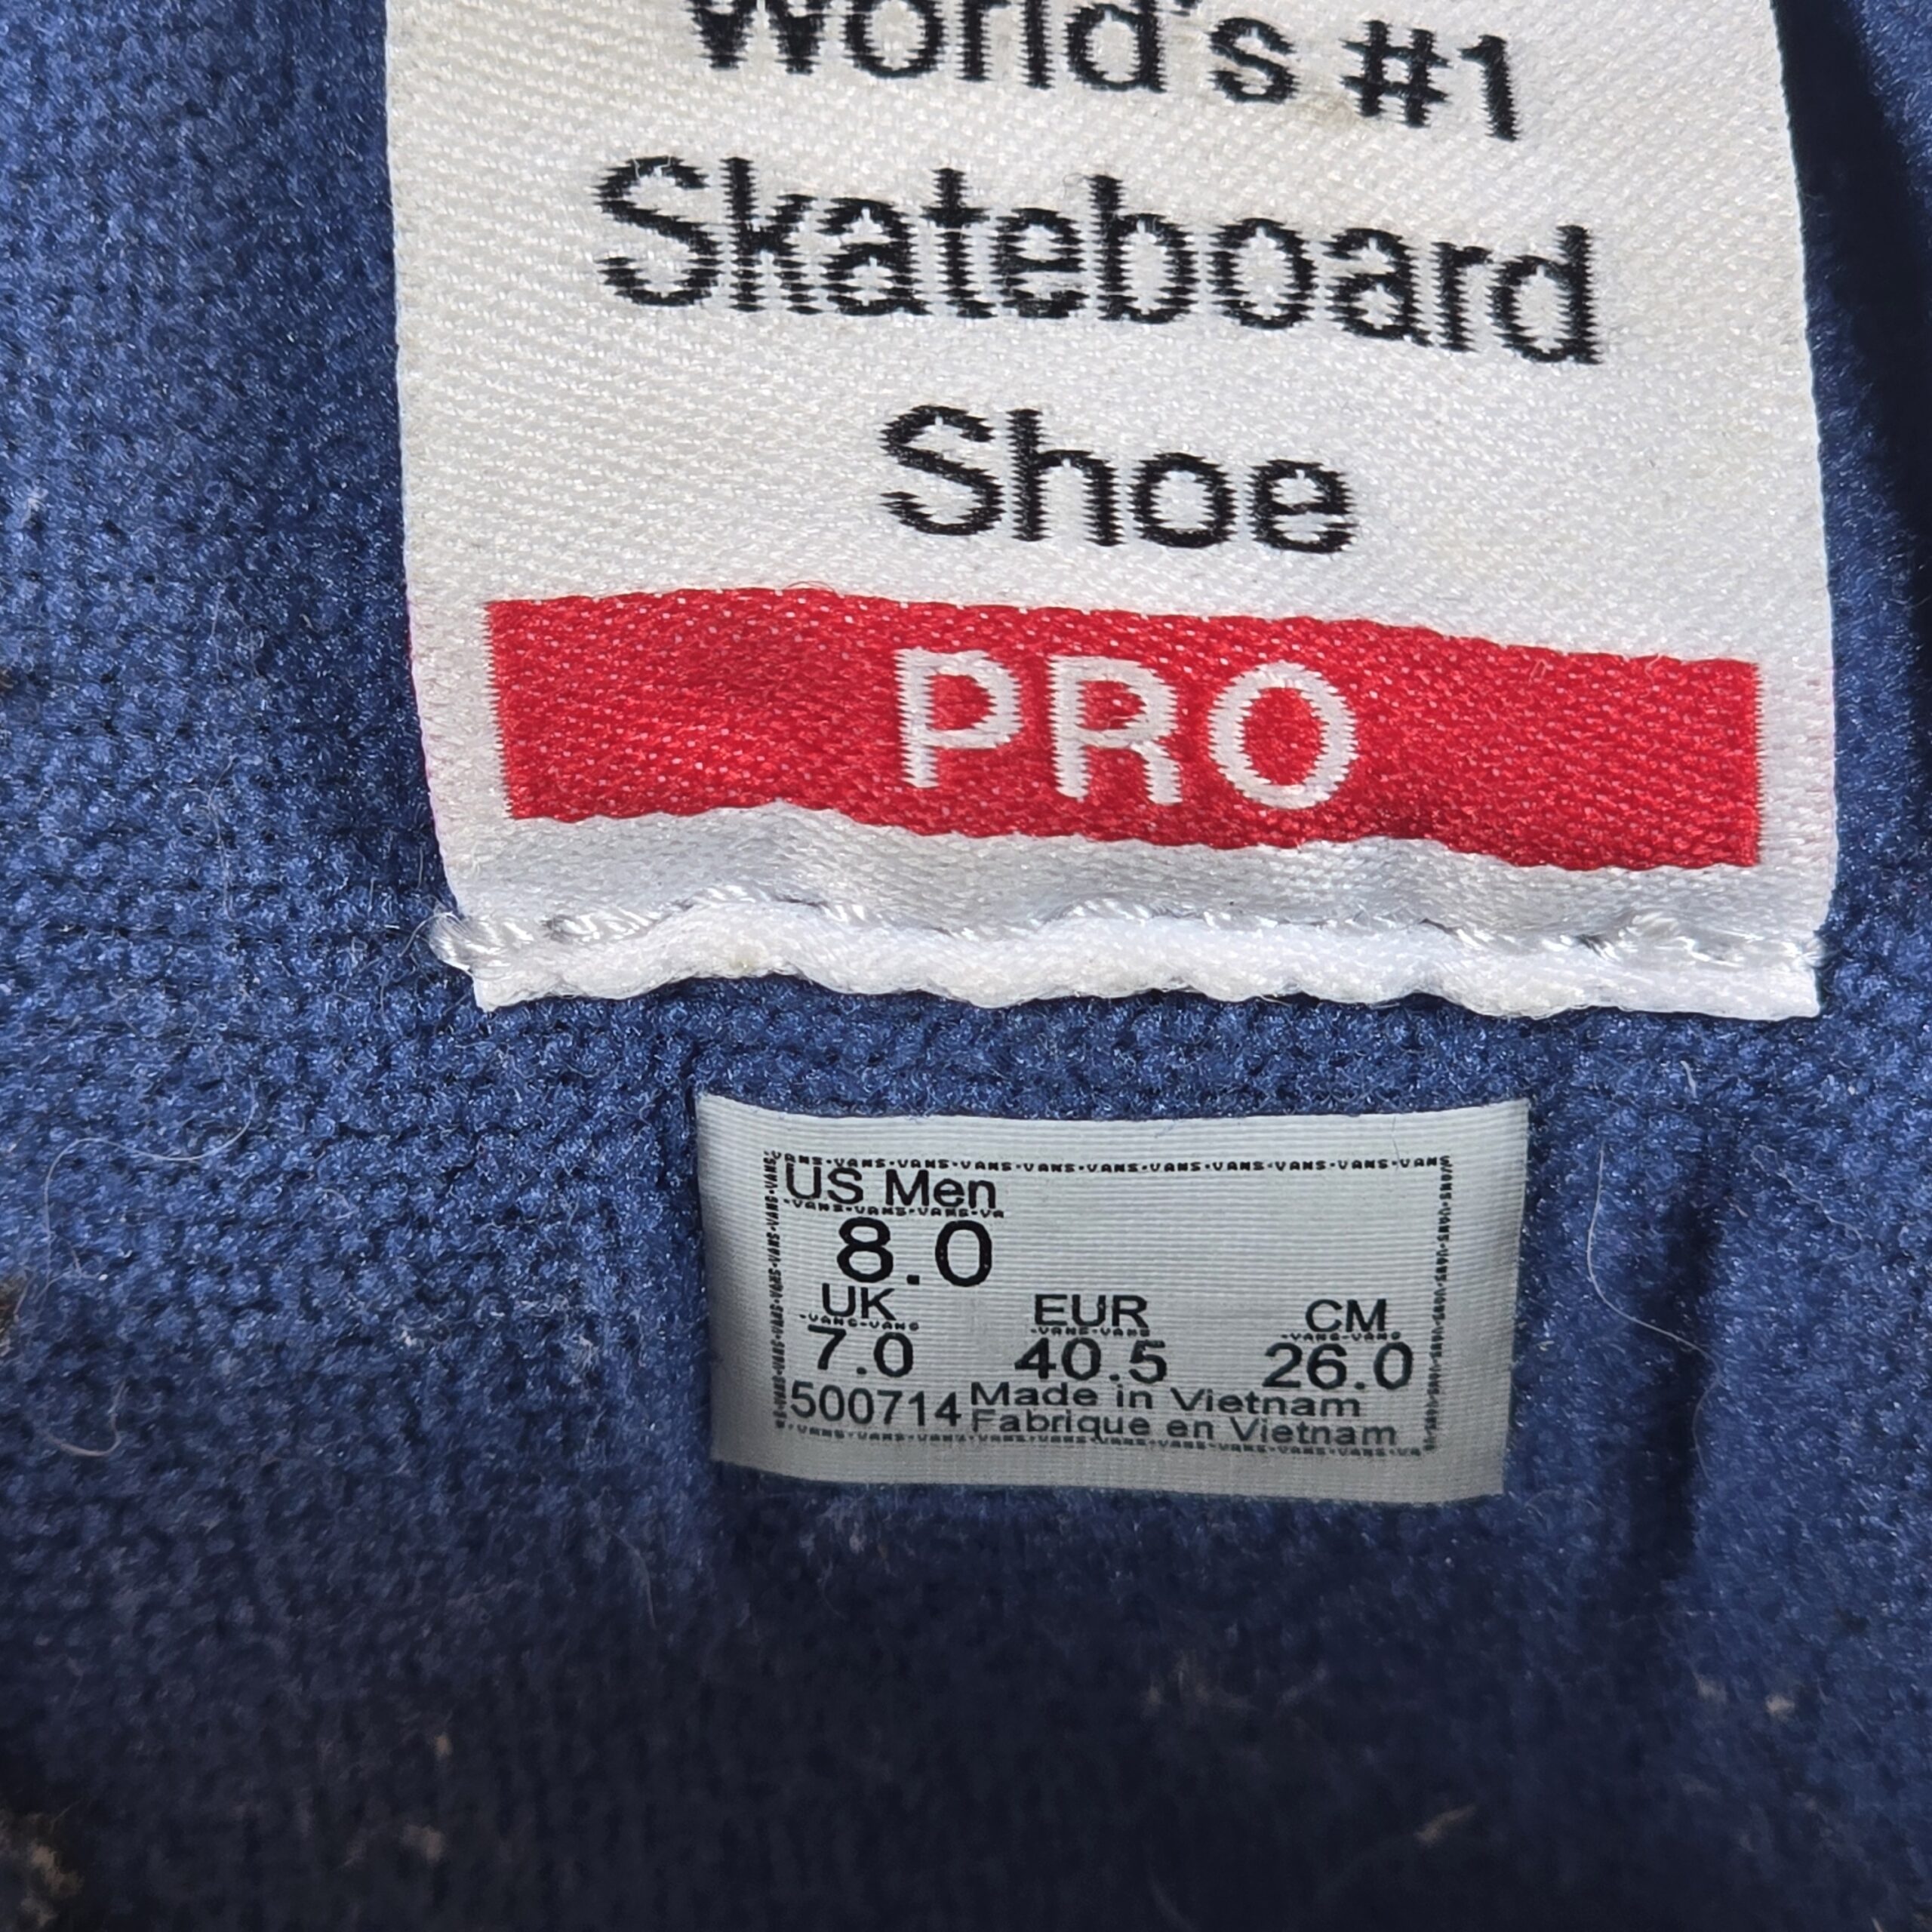 World's #1
Skateboard
Shoe
PRO
US Men
8.0
UK EUR CM
7.0 40.5 26.0
500714 Made in Vietnam
Fabrique en Vietnam